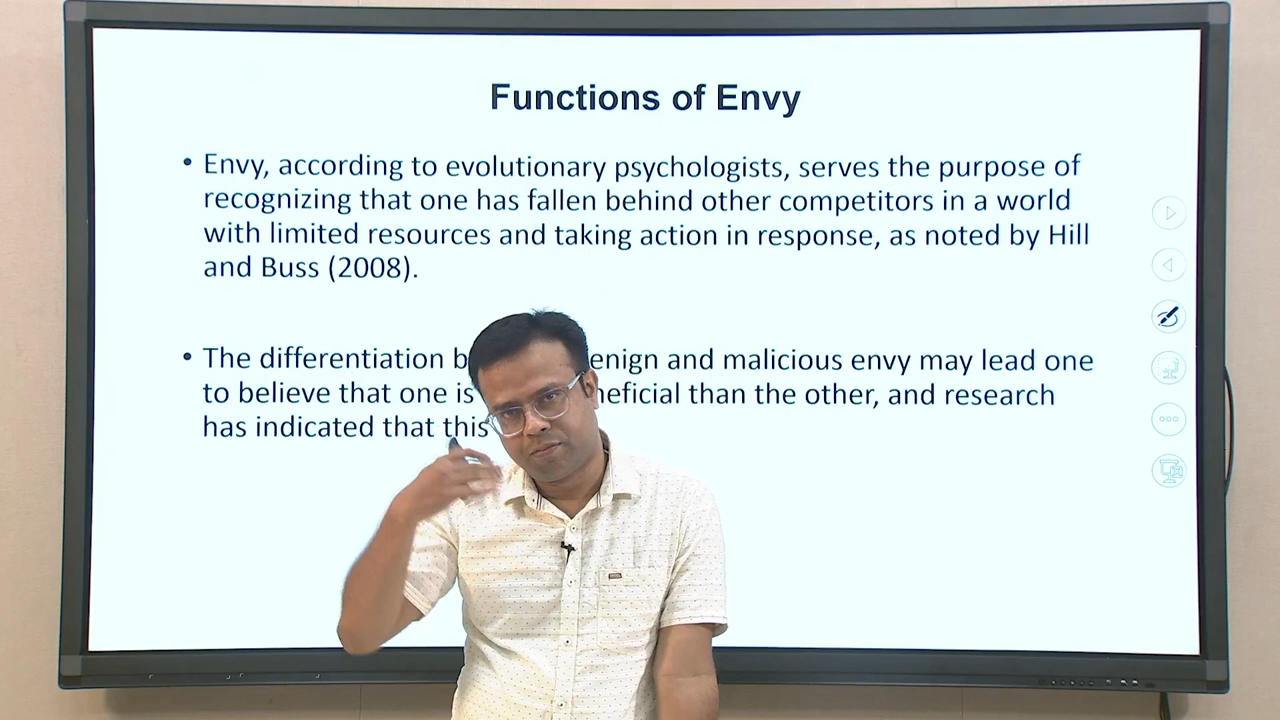 Functions of Envy
• Envy, according to evolutionary psychologists, serves the purpose of
recognizing that one has fallen behind other competitors in a world
with limited resources and taking action in response, as noted by Hill
and Buss (2008).
• The differentiation b enign and malicious envy may lead one
to believe that one is neficial than the other, and research
has indicated that this